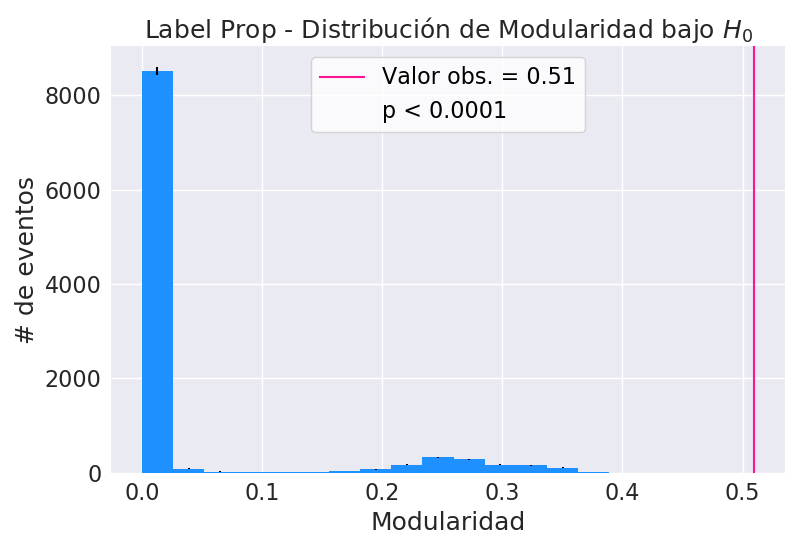 Label Prop - Distribución de Modularidad bajo H₀
Valor obs. = 0.51
p < 0.0001
# de eventos
8000
6000
4000
2000
0
0.0 0.1 0.2 0.3 0.4 0.5
Modularidad